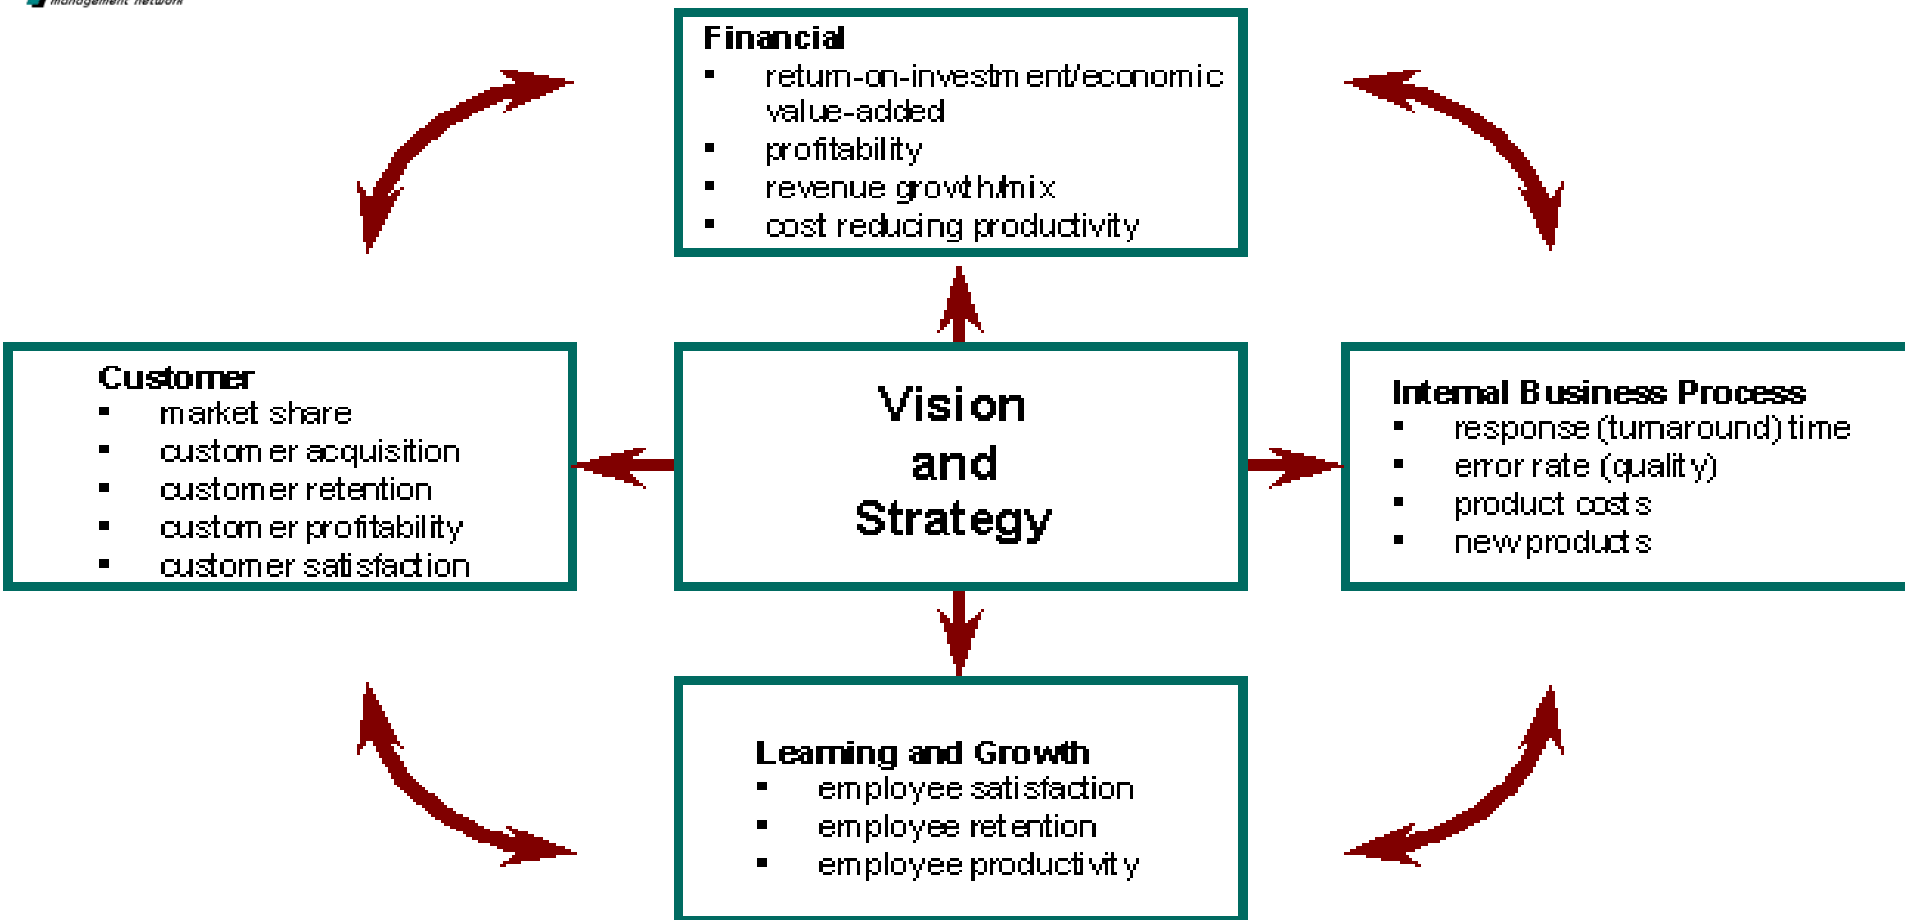 management network
Financial
▪ return-on-investment/economic
value-added
▪ profitability
▪ revenue growth/mix
▪ cost reducing productivity
Customer
▪ market share
▪ customer acquisition
▪ customer retention
▪ customer profitability
▪ customer satisfaction
Vision
and
Strategy
Internal Business Process
▪ response (turnaround) time
▪ error rate (quality)
▪ product costs
▪ new products
Learning and Growth
▪ employee satisfaction
▪ employee retention
▪ employee productivity